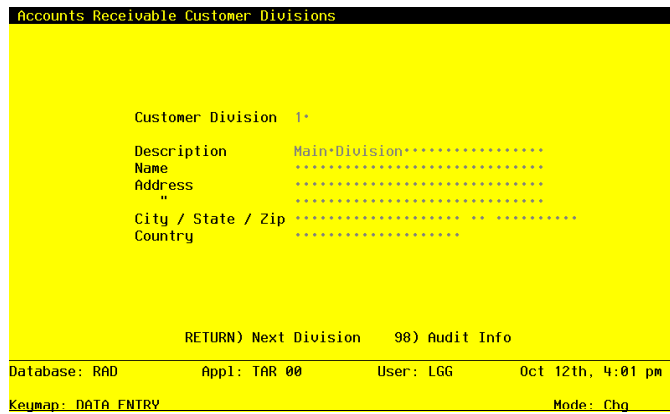 Accounts Receivable Customer Divisions
Customer Division 1
Description Main Division
Name
Address
"
City / State / Zip
Country
RETURN) Next Division 98) Audit Info
Database: RAD Appl: TAR 00 User: LGG Oct 12th, 4:01 pm
Keymap: DATA ENTRY Mode: Chg